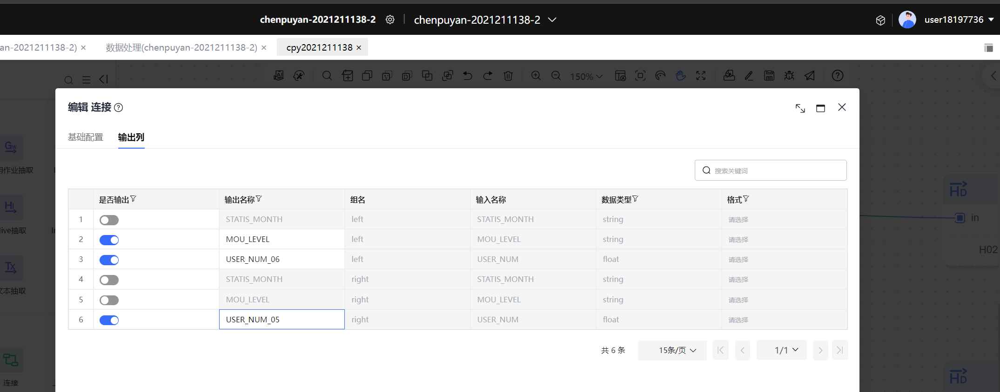 chenpuyan-2021211138-2 chenpuyan-2021211138-2 user18197736
an-2021211138-2) 数据处理(chenpuyan-2021211138-2) cpy2021211138
150%
编辑 连接
基础配置 输出列
搜索关键词
是否输出 输出名称 组名 输入名称 数据类型 格式
1 STATIS_MONTH left STATIS_MONTH string 请选择
2 MOU_LEVEL left MOU_LEVEL string 请选择
3 USER_NUM_06 left USER_NUM float 请选择
4 STATIS_MONTH right STATIS_MONTH string 请选择
5 MOU_LEVEL right MOU_LEVEL string 请选择
6 USER_NUM_05 right USER_NUM float 请选择
共 6 条 15条/页 1/1
Gw
用作业抽取
HI
ive抽取
Tx
文本抽取
连接
HD
in
H02
HD